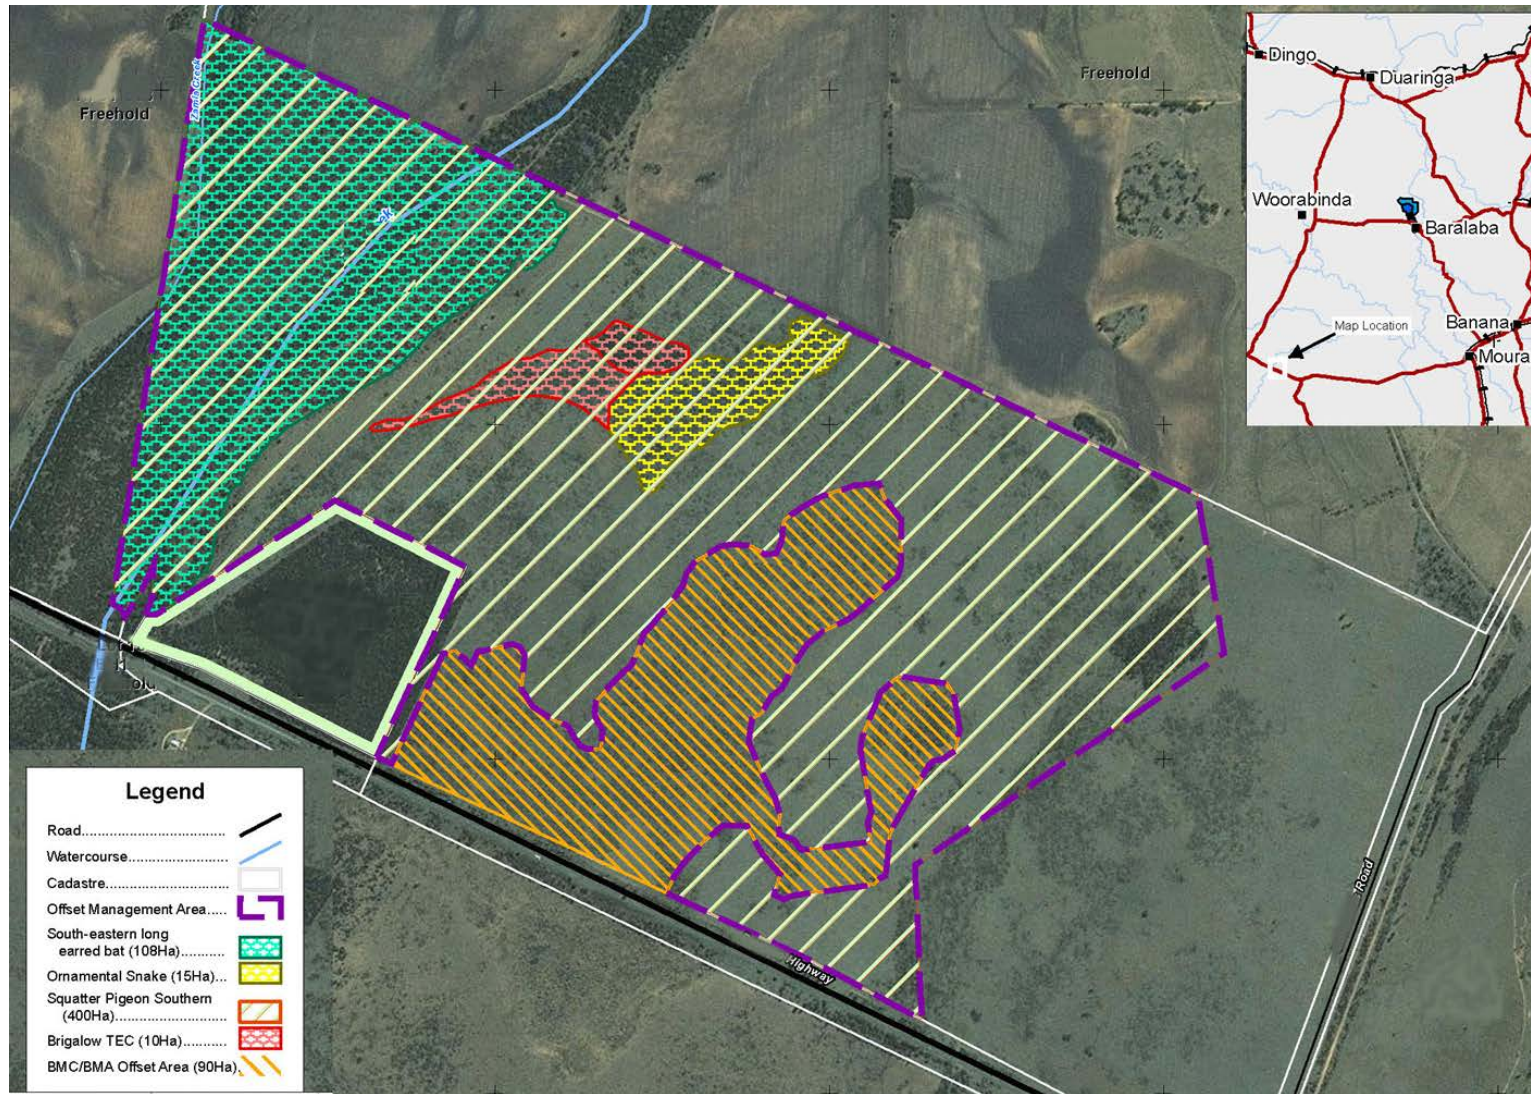 Freehold
Zamia Creek
Freehold
Dingo
Duaringa
Woorabinda
Baralaba
Banana
Moura
Map Location
Highway
Road
Legend
Road
Watercourse
Cadastre
Offset Management Area
South-eastern long
earred bat (108Ha)
Ornamental Snake (15Ha)
Squatter Pigeon Southern
(400Ha)
Brigalow TEC (10Ha)
BMC/BMA Offset Area (90Ha)